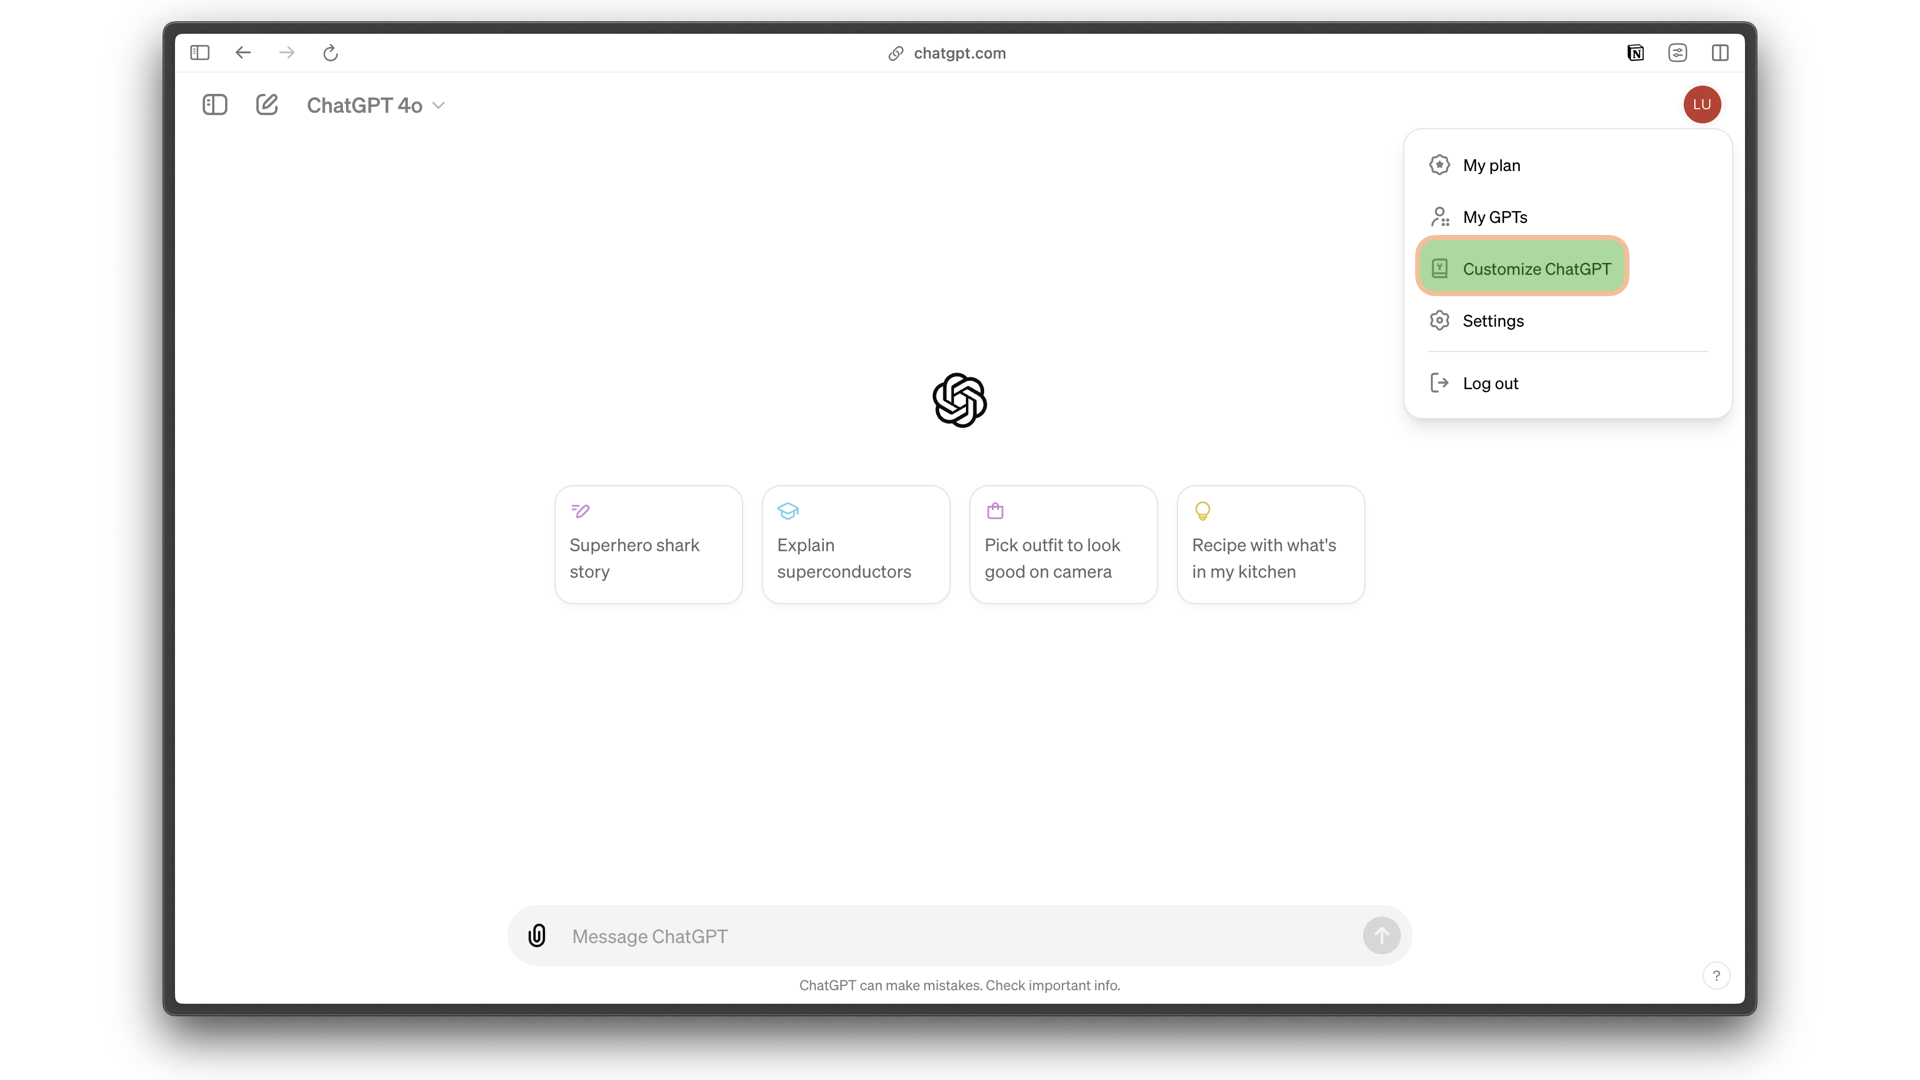 chatgpt.com
ChatGPT 4o
LU
My plan
My GPTs
Customize ChatGPT
Settings
Log out
Superhero shark
story
Explain
superconductors
Pick outfit to look
good on camera
Recipe with what's
in my kitchen
Message ChatGPT
ChatGPT can make mistakes. Check important info.
?